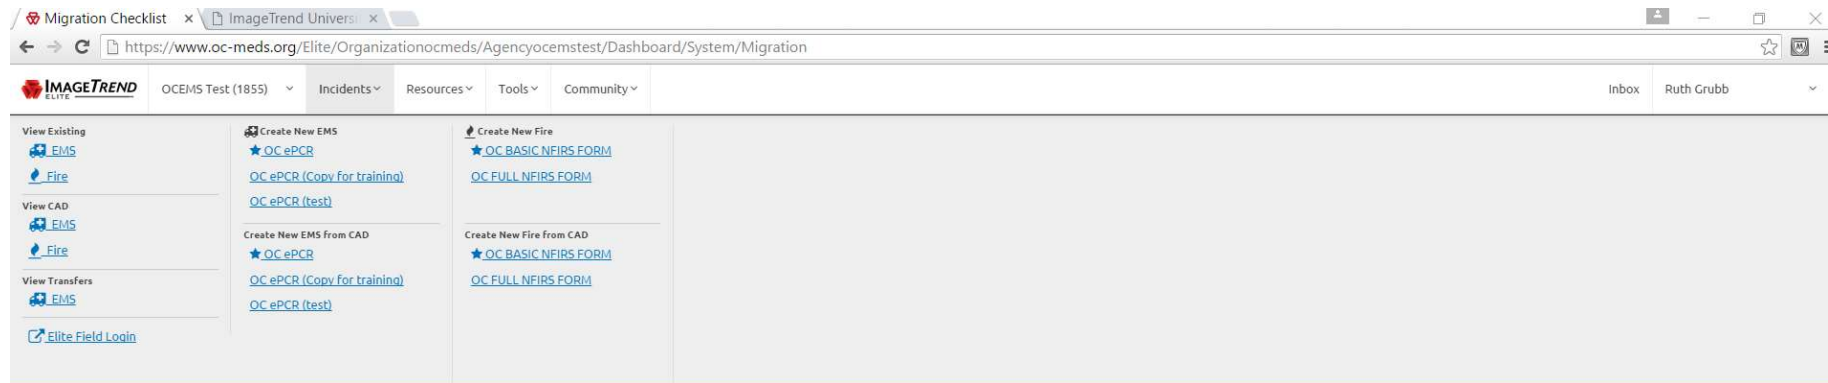 Migration Checklist
ImageTrend Universi
https://www.oc-meds.org/Elite/Organizationocmeds/Agencyocemstest/Dashboard/System/Migration
IMAGETREND
ELITE
OCEMS Test (1855)
Incidents
Resources
Tools
Community
Inbox
Ruth Grubb
View Existing
EMS
Fire
View CAD
EMS
Fire
View Transfers
EMS
Elite Field Login
Create New EMS
OC ePCR
OC ePCR (Copy for training)
OC ePCR (test)
Create New EMS from CAD
OC ePCR
OC ePCR (Copy for training)
OC ePCR (test)
Create New Fire
OC BASIC NFIRS FORM
OC FULL NFIRS FORM
Create New Fire from CAD
OC BASIC NFIRS FORM
OC FULL NFIRS FORM